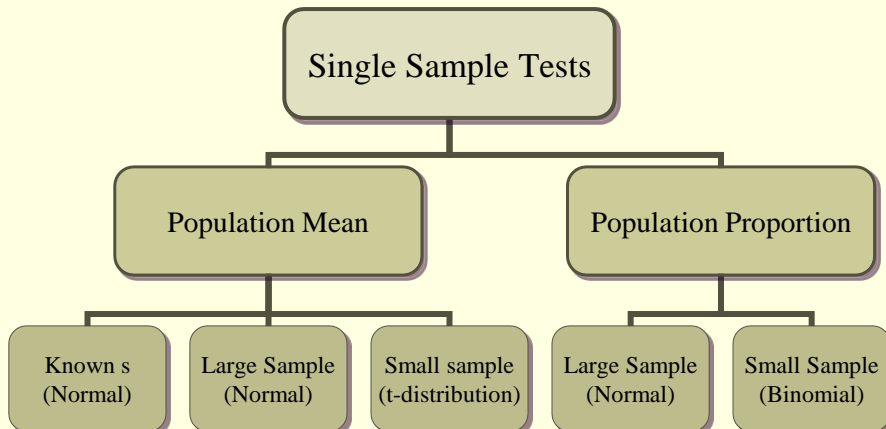 Single Sample Tests
Population Mean
Population Proportion
Known s
(Normal)
Large Sample
(Normal)
Small sample
(t-distribution)
Large Sample
(Normal)
Small Sample
(Binomial)